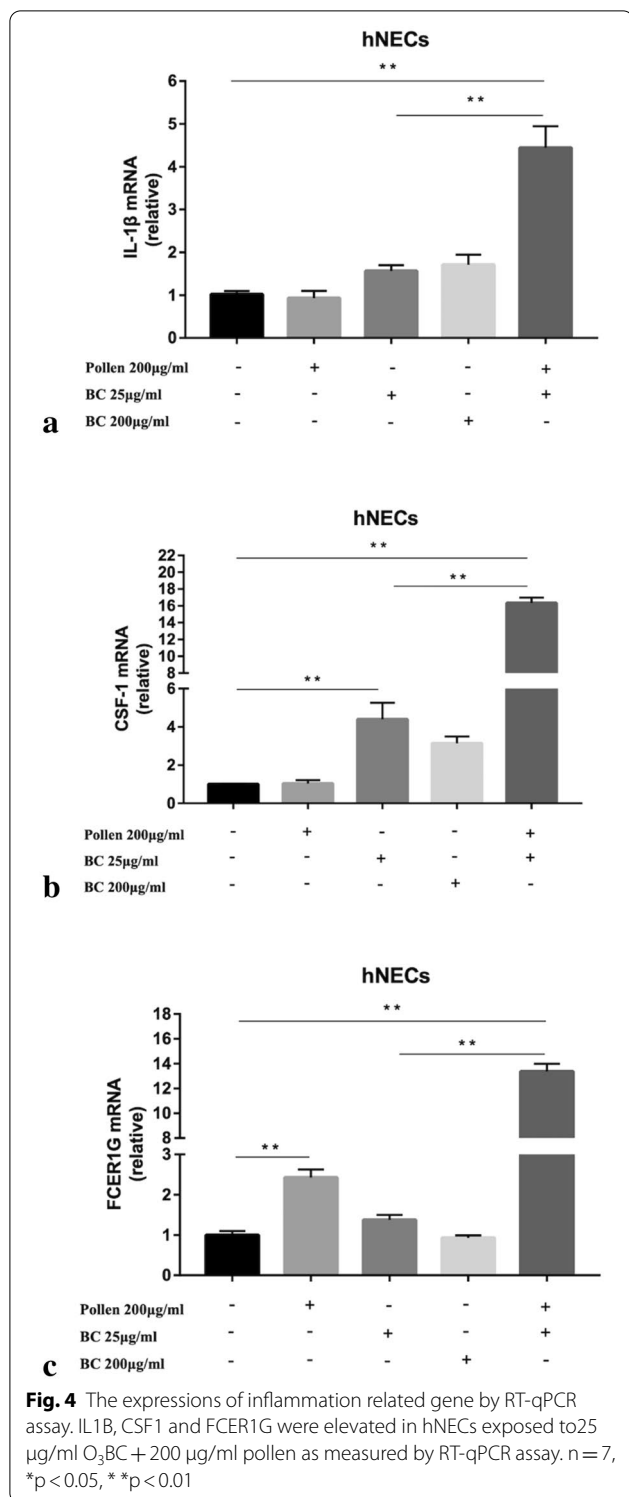 hNECs
* *
* *
6
5
4
3
2
1
0
IL-1β mRNA
(relative)
Pollen 200μg/ml - + - - +
BC 25μg/ml - - + - +
BC 200μg/ml - - - + -
a
hNECs
* *
* *
* *
22
20
18
16
14
12
10
8
6
4
2
0
CSF-1 mRNA
(relative)
Pollen 200μg/ml - + - - +
BC 25μg/ml - - + - +
BC 200μg/ml - - - + -
b
hNECs
* *
* *
* *
18
16
14
12
10
8
3
2
1
0
FCER1G mRNA
(relative)
Pollen 200μg/ml - + - - +
BC 25μg/ml - - + - +
BC 200μg/ml - - - + -
c
Fig. 4 The expressions of inflammation related gene by RT-qPCR
assay. IL1B, CSF1 and FCER1G were elevated in hNECs exposed to25
μg/ml O₃BC + 200 μg/ml pollen as measured by RT-qPCR assay. n = 7,
*p < 0.05, * *p < 0.01